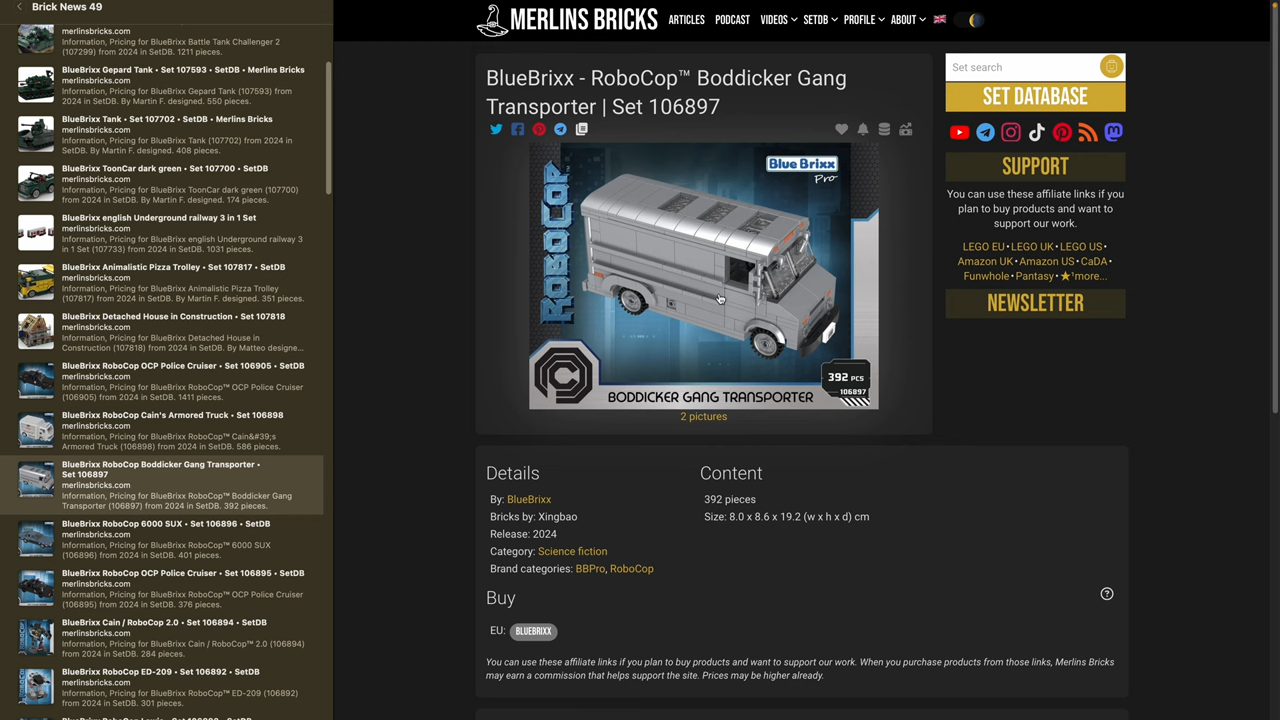 Brick News 49
merlinsbricks.com
Information, Pricing for BlueBrixx Battle Tank Challenger 2
(107299) from 2024 in SetDB. 1211 pieces.
BlueBrixx Gepard Tank • Set 107593 • SetDB • Merlins Bricks
merlinsbricks.com
Information, Pricing for BlueBrixx Gepard Tank (107593)
from 2024 in SetDB. By Martin F. designed. 550 pieces.
BlueBrixx Tank • Set 107702 • SetDB • Merlins Bricks
merlinsbricks.com
Information, Pricing for BlueBrixx Tank (107702) from 2024
in SetDB. By Martin F. designed. 408 pieces.
BlueBrixx ToonCar dark green • Set 107700 • SetDB
merlinsbricks.com
Information, Pricing for BlueBrixx ToonCar dark green
(107700) from 2024 in SetDB. By Martin F. designed. 174 pieces.
BlueBrixx english Underground railway 3 in 1 Set
merlinsbricks.com
Information, Pricing for BlueBrixx english Underground railway 3
in 1 Set (107733) from 2024 in SetDB. 1031 pieces.
BlueBrixx Animalistic Pizza Trolley • Set 107817 • SetDB
merlinsbricks.com
Information, Pricing for BlueBrixx Animalistic Pizza Trolley
(107817) from 2024 in SetDB. By Martin F. designed. 351 pieces.
BlueBrixx Detached House in Construction • Set 107818
merlinsbricks.com
Information, Pricing for BlueBrixx Detached House in
Construction (107818) from 2024 in SetDB. By Matteo designe...
BlueBrixx RoboCop OCP Police Cruiser • Set 106905 • SetDB
merlinsbricks.com
Information, Pricing for BlueBrixx RoboCop™ OCP Police Cruiser
(106905) from 2024 in SetDB. 1411 pieces.
BlueBrixx RoboCop Cain's Armored Truck • Set 106898
merlinsbricks.com
Information, Pricing for BlueBrixx RoboCop™ Cain&#39;s
Armored Truck (106898) from 2024 in SetDB. 586 pieces.
BlueBrixx RoboCop Boddicker Gang Transporter •
Set 106897
merlinsbricks.com
Information, Pricing for BlueBrixx RoboCop™ Boddicker Gang
Transporter (106897) from 2024 in SetDB. 392 pieces.
BlueBrixx RoboCop 6000 SUX • Set 106896 • SetDB
merlinsbricks.com
Information, Pricing for BlueBrixx RoboCop™ 6000 SUX
(106896) from 2024 in SetDB. 401 pieces.
BlueBrixx RoboCop OCP Police Cruiser • Set 106895 • SetDB
merlinsbricks.com
Information, Pricing for BlueBrixx RoboCop™ OCP Police Cruiser
(106895) from 2024 in SetDB. 376 pieces.
BlueBrixx Cain / RoboCop 2.0 • Set 106894 • SetDB
merlinsbricks.com
Information, Pricing for BlueBrixx Cain / RoboCop™ 2.0 (106894)
from 2024 in SetDB. 284 pieces.
BlueBrixx RoboCop ED-209 • Set 106892 • SetDB
merlinsbricks.com
Information, Pricing for BlueBrixx RoboCop™ ED-209 (106892)
from 2024 in SetDB. 301 pieces.
MERLINS BRICKS
ARTICLES PODCAST VIDEOS SETDB PROFILE ABOUT
BlueBrixx - RoboCop™ Boddicker Gang
Transporter | Set 106897
ROBOCOP
Blue Brixx
Pro
392 PCS
106897
BODDICKER GANG TRANSPORTER
2 pictures
Details
By: BlueBrixx
Bricks by: Xingbao
Release: 2024
Category: Science fiction
Brand categories: BBPro, RoboCop
Content
392 pieces
Size: 8.0 x 8.6 x 19.2 (w x h x d) cm
Buy
EU: BLUEBRIXX
You can use these affiliate links if you plan to buy products and want to support our work. When you purchase products from those links, Merlins Bricks
may earn a commission that helps support the site. Prices may be higher already.
Set search
SET DATABASE
SUPPORT
You can use these affiliate links if
you plan to buy products and want to
support our work.
LEGO EU • LEGO UK • LEGO US •
Amazon UK • Amazon US • CaDA •
Funwhole • Pantasy • ★¹more...
NEWSLETTER